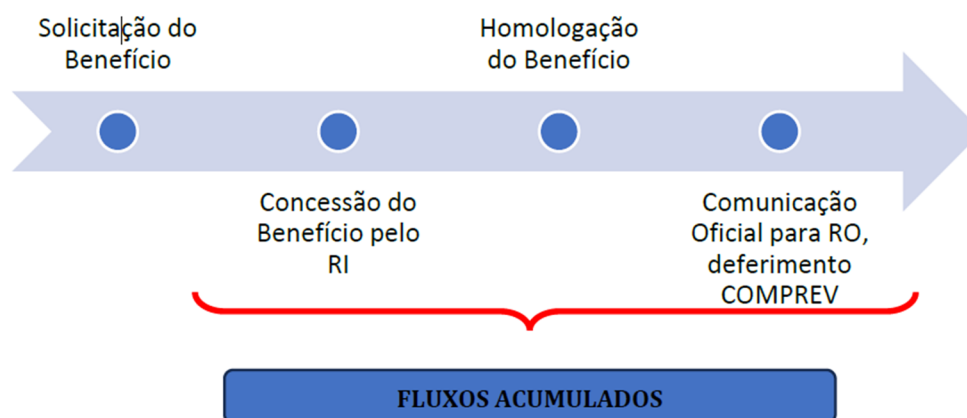 Solicitação do
Benefício
Homologação
do Benefício
Concessão do
Benefício pelo
RI
Comunicação
Oficial para RO,
deferimento
COMPREV
FLUXOS ACUMULADOS